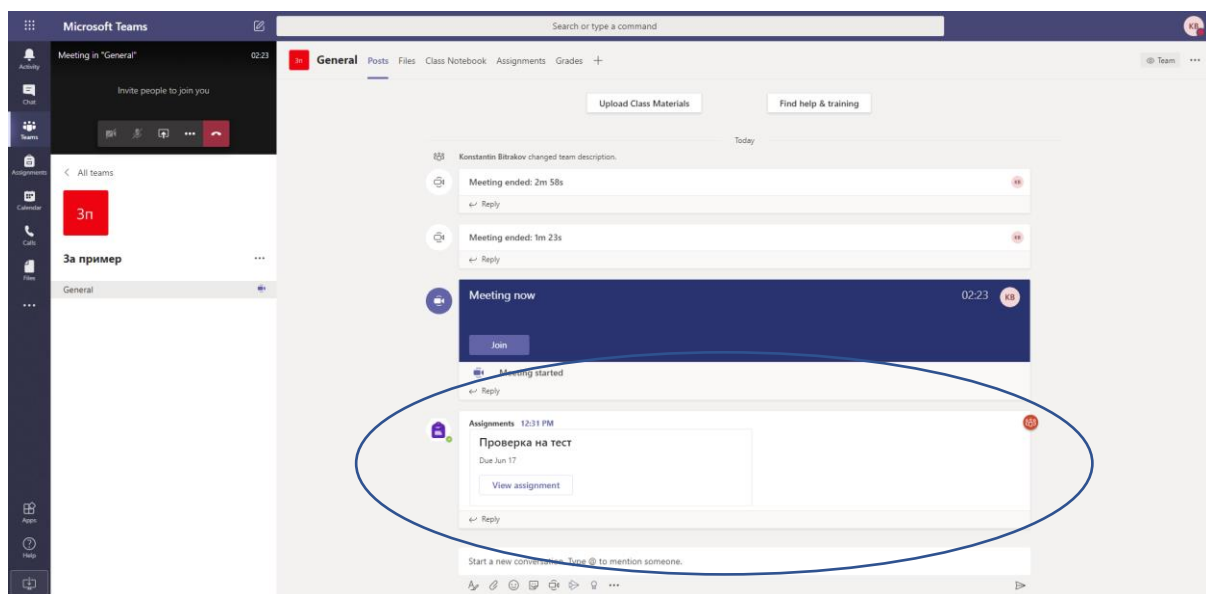 Microsoft Teams
Search or type a command
KB
Activity
Chat
Teams
Assignments
Calendar
Calls
Files
Apps
Help
Meeting in "General" 02:23
Invite people to join you
All teams
Зп
За пример
General
Зп General Posts Files Class Notebook Assignments Grades
Team
Upload Class Materials Find help & training
Today
Konstantin Bitrakov changed team description.
Meeting ended: 2m 58s KB
Reply
Meeting ended: 1m 23s KB
Reply
Meeting now 02:23 KB
Join
Meeting started
Reply
Assignments 12:31 PM
Проверка на тест
Due Jun 17
View assignment
Reply
Start a new conversation. Type @ to mention someone.